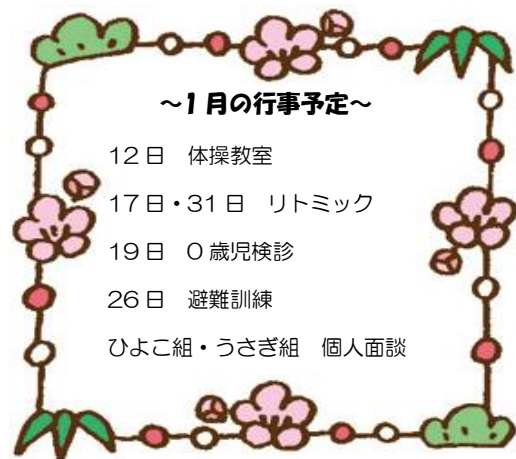 ～1月の行事予定～
12日　体操教室
17日・31日　リトミック
19日　0歳児検診
26日　避難訓練
ひよこ組・うさぎ組　個人面談